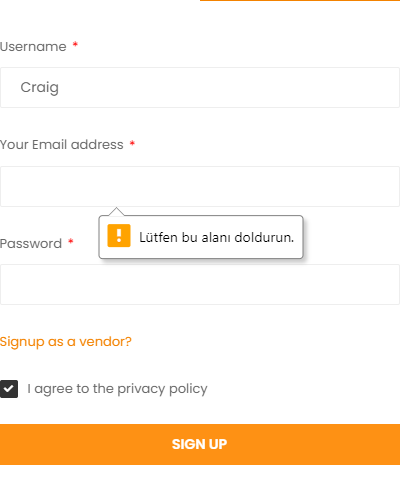 Username *
Craig
Your Email address *
Lütfen bu alanı doldurun.
Password *
Signup as a vendor?
I agree to the privacy policy
SIGN UP